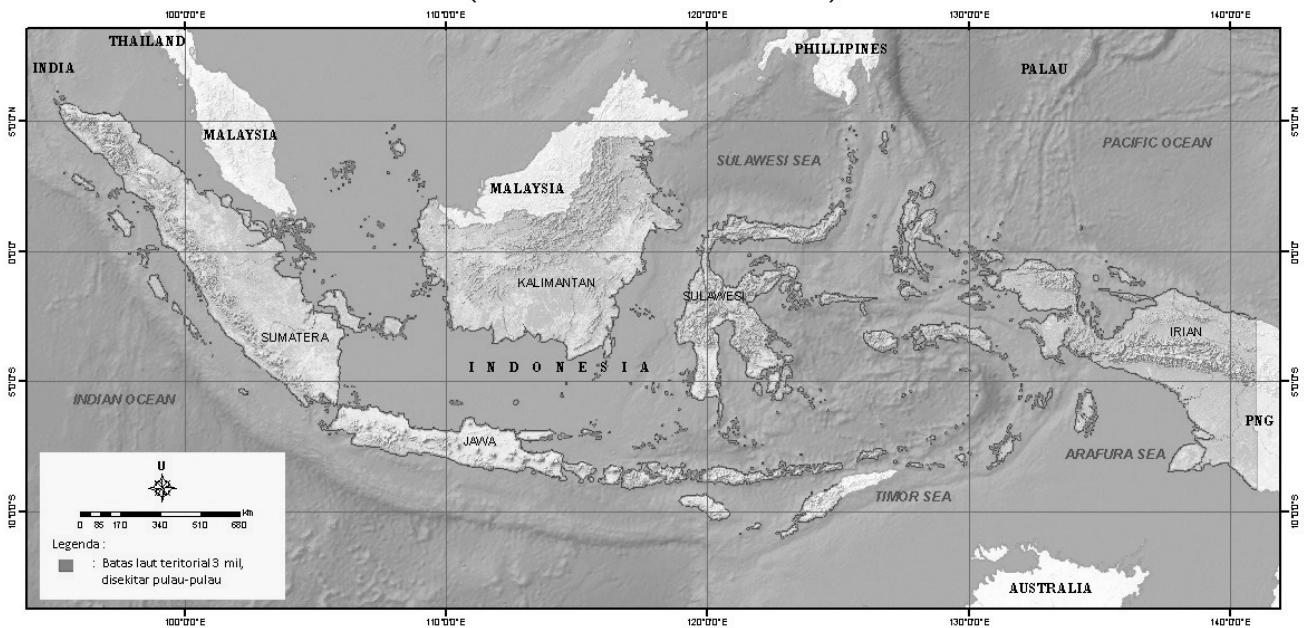 100°0'0"E 110°0'0"E 120°0'0"E 130°0'0"E 140°0'0"E
THAILAND
PHILLIPINES
INDIA
PALAU
5°0'0"N
5°0'0"N
MALAYSIA
PACIFIC OCEAN
SULAWESI SEA
MALAYSIA
0°0'0"
0°0'0"
KALIMANTAN
SULAWESI
SUMATERA
IRIAN
INDONESIA
5°0'0"S
5°0'0"S
INDIAN OCEAN
PNG
JAWA
ARAFURA SEA
TIMOR SEA
U
10°0'0"S
10°0'0"S
0 85 170 340 510 680 km
Legenda :
: Batas laut teritorial 3 mil,
disekitar pulau-pulau
AUSTRALIA
100°0'0"E 110°0'0"E 120°0'0"E 130°0'0"E 140°0'0"E